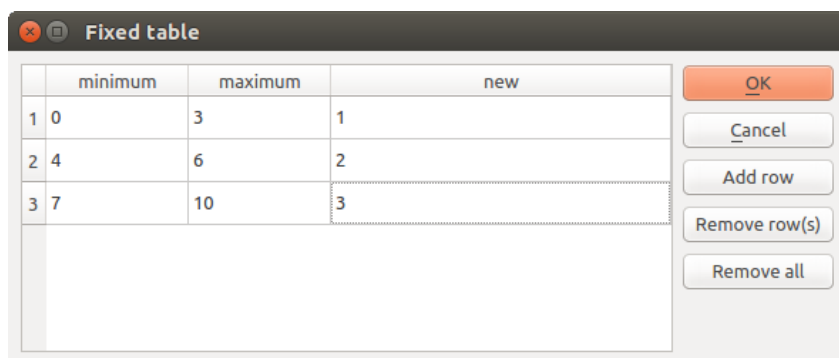 Fixed table
minimum maximum new
1 0 3 1
2 4 6 2
3 7 10 3
OK
Cancel
Add row
Remove row(s)
Remove all